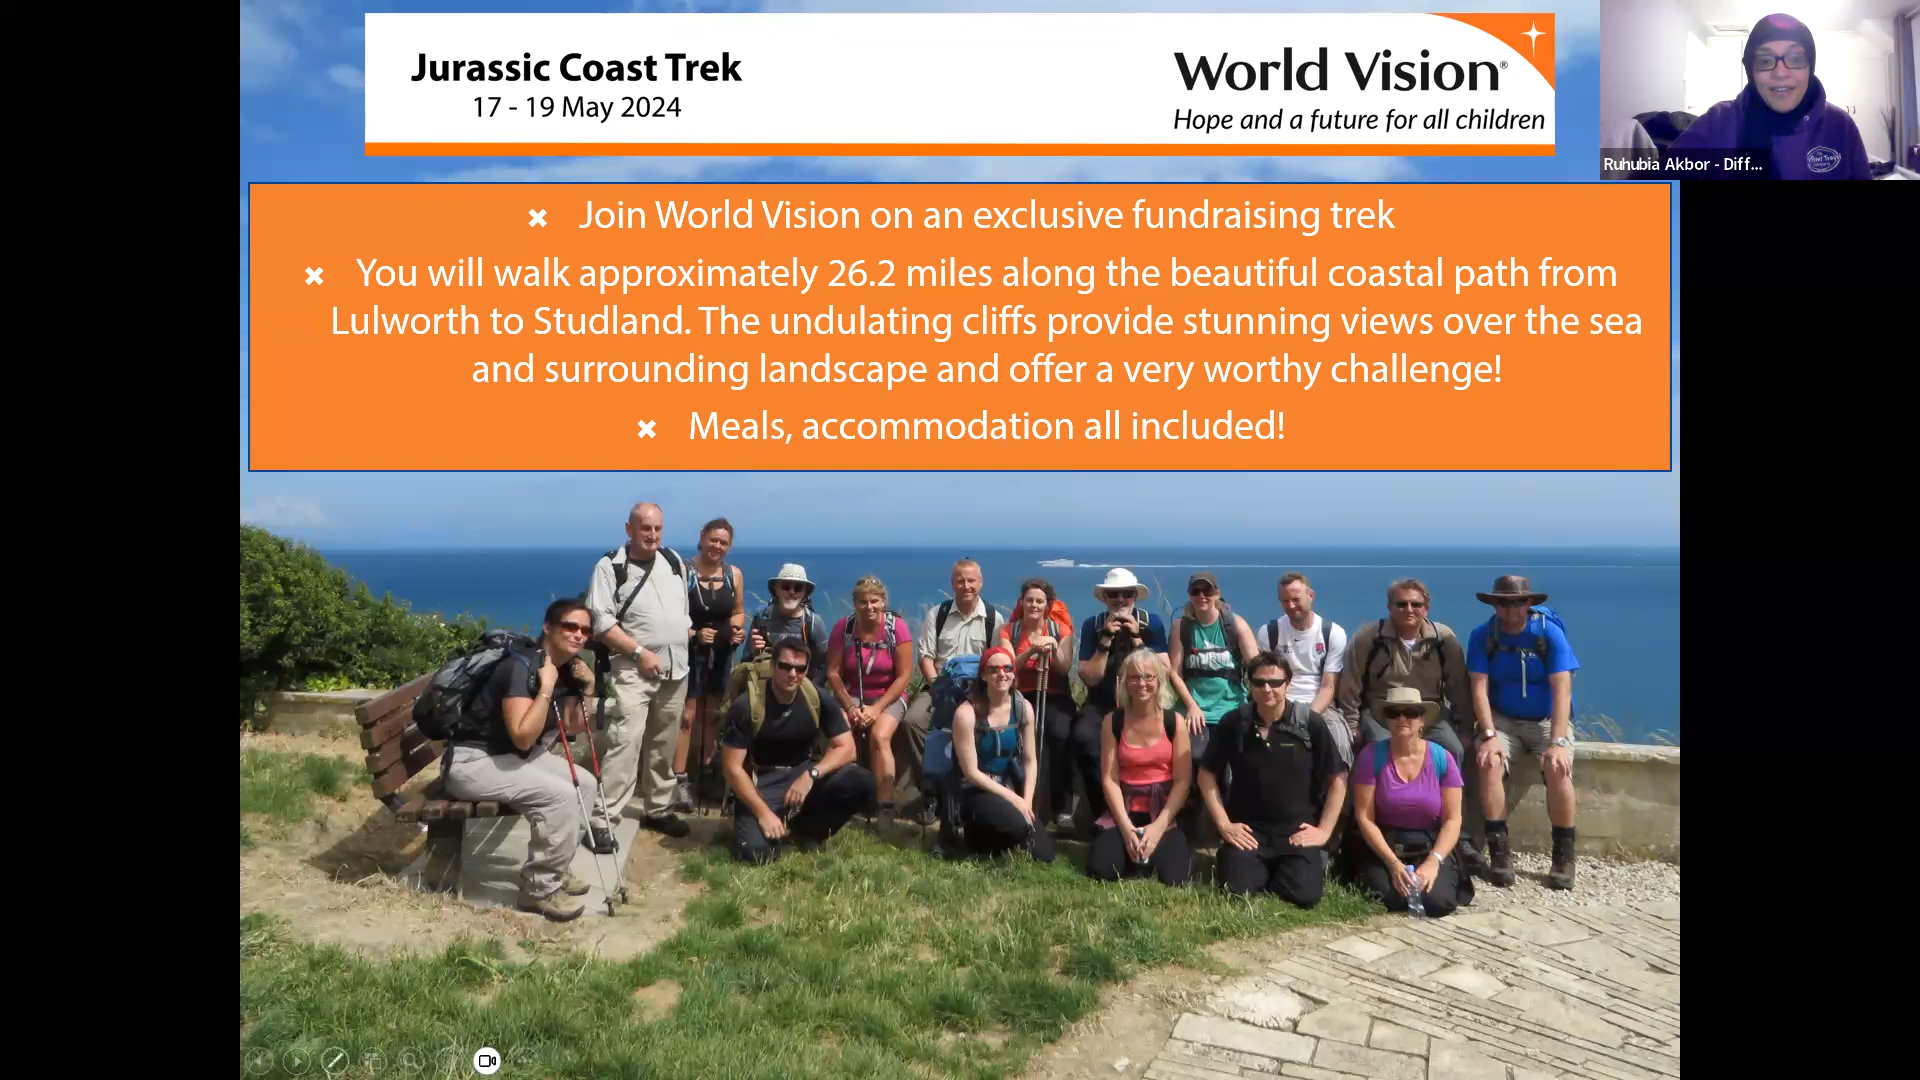 Jurassic Coast Trek
17 - 19 May 2024
World Vision®
Hope and a future for all children
Ruhubia Akbor - Diff...
Join World Vision on an exclusive fundraising trek
You will walk approximately 26.2 miles along the beautiful coastal path from
Lulworth to Studland. The undulating cliffs provide stunning views over the sea
and surrounding landscape and offer a very worthy challenge!
Meals, accommodation all included!